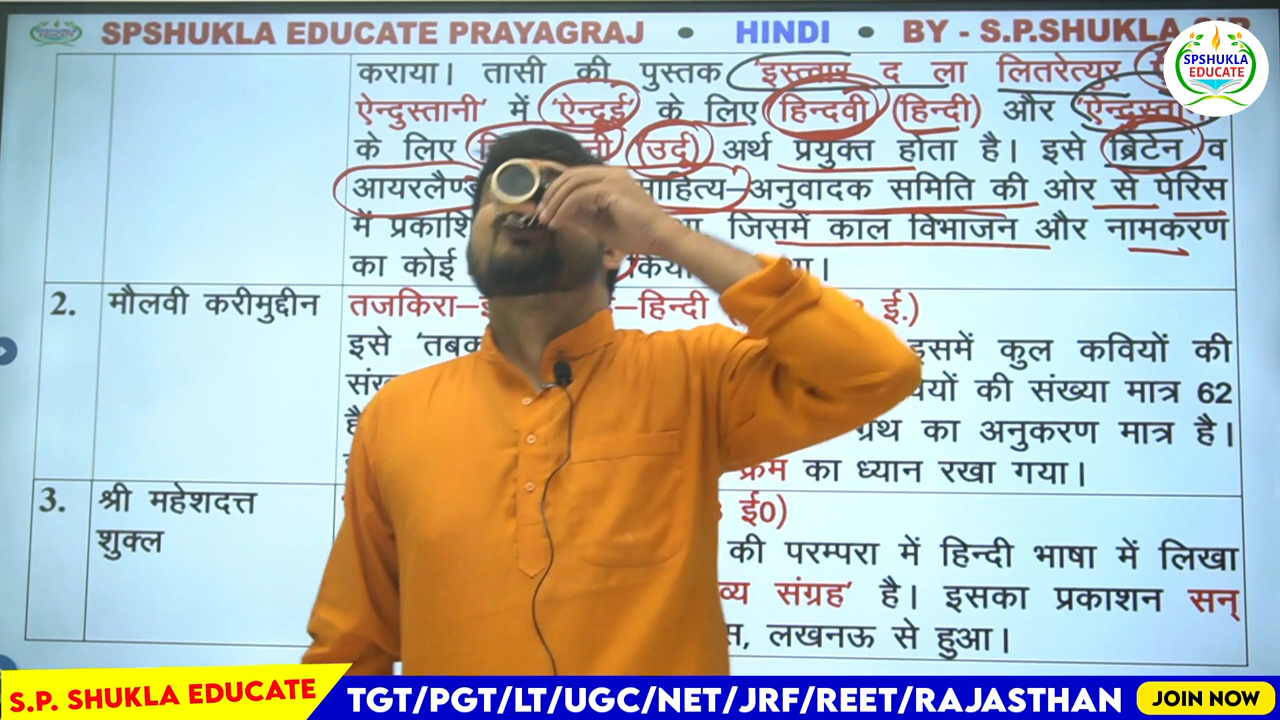 SPSHUKLA EDUCATE PRAYAGRAJ • HINDI • BY - S.P.SHUKLA
SPSHUKLA
EDUCATE
कराया। तासी की पुस्तक 'इस्त्वार द ला लितरेत्युर
ऐन्दुस्तानी' में 'ऐन्दुई' के लिए हिन्दवी (हिन्दी) और
के लिए (उर्दू) अर्थ प्रयुक्त होता है। इसे ब्रिटेन व
आयरलैण्ड साहित्य–अनुवादक समिति की ओर से पेरिस
में जिसमें काल विभाजन और नामकरण
का कोई किया
2. मौलवी करीमुद्दीन तजकिरा– –हिन्दी ई.)
इसे इसमें कुल कवियों की
की संख्या मात्र 62
ग्रंथ का अनुकरण मात्र है।
क्रम का ध्यान रखा गया।
3. श्री महेशदत्त ई0)
शुक्ल की परम्परा में हिन्दी भाषा में लिखा
संग्रह' है। इसका प्रकाशन सन्
लखनऊ से हुआ।
S.P. SHUKLA EDUCATE TGT/PGT/LT/UGC/NET/JRF/REET/RAJASTHAN JOIN NOW